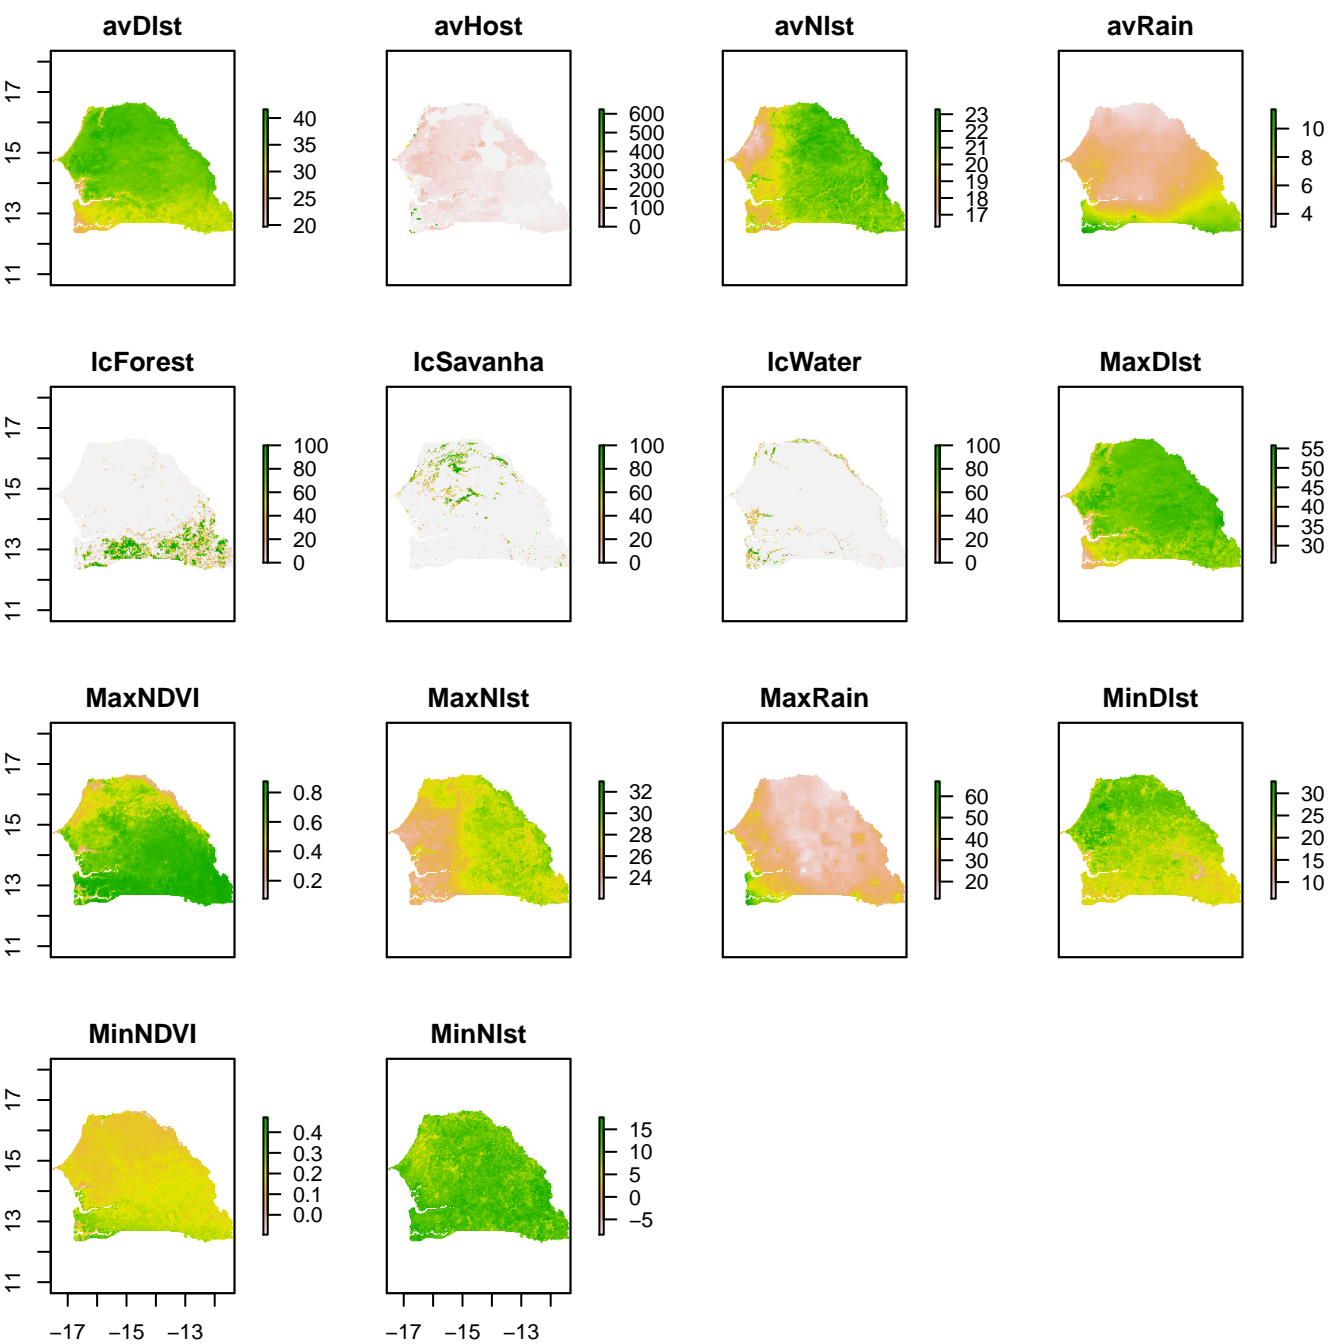 avDlst avHost avNlst avRain
17 15 13 11
40 35 30 25 20
600 500 400 300 200 100 0
23 22 21 20 19 18 17
10 8 6 4
lcForest lcSavanha lcWater MaxDlst
17 15 13 11
100 80 60 40 20 0
100 80 60 40 20 0
100 80 60 40 20 0
55 50 45 40 35 30
MaxNDVI MaxNlst MaxRain MinDlst
17 15 13 11
0.8 0.6 0.4 0.2
32 30 28 26 24
60 50 40 30 20
30 25 20 15 10
MinNDVI MinNlst
17 15 13 11
0.4 0.3 0.2 0.1 0.0
15 10 5 0 −5
−17 −15 −13
−17 −15 −13